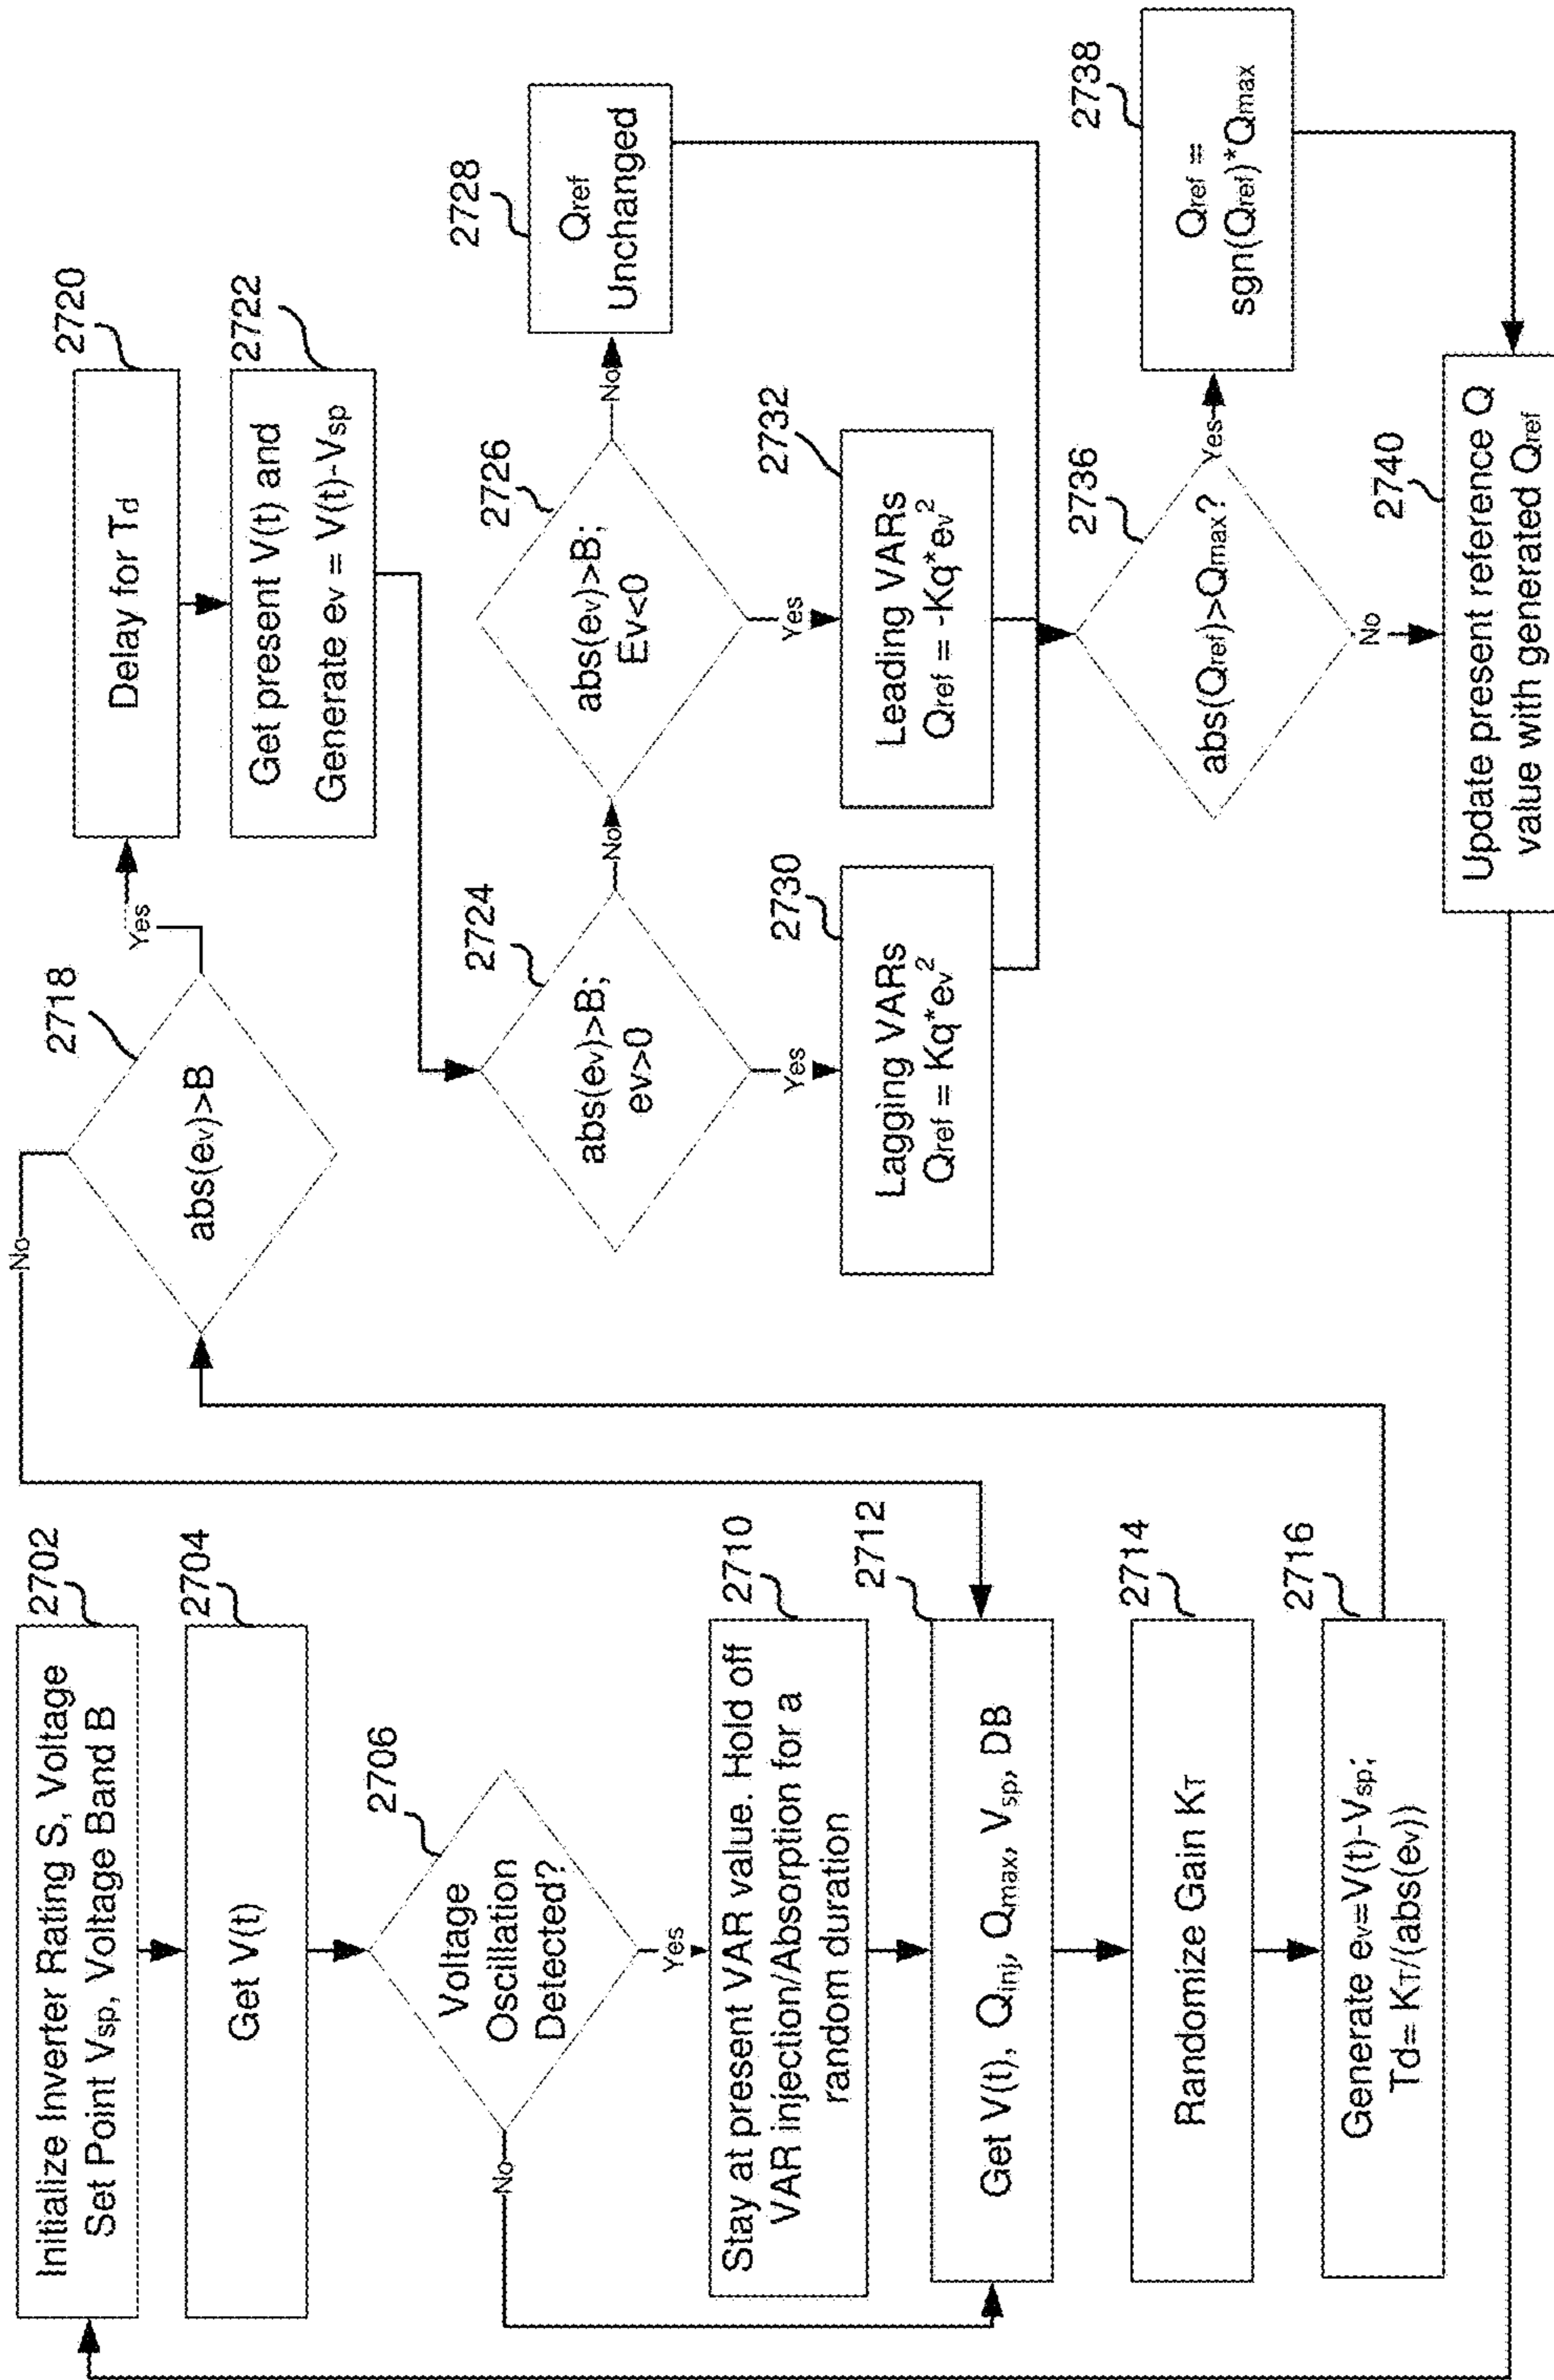 2702
Initialize Inverter Rating S, Voltage
Set Point Vsp, Voltage Band B
2704
Get V(t)
2706
Voltage
Oscillation
Detected?
No
Yes
2710
Stay at present VAR value. Hold off
VAR injection/Absorption for a
random duration
2712
Get V(t), Qinj, Qmax, Vsp, DB
2714
Randomize Gain KT
2716
Generate ev=V(t)-Vsp;
Td= KT/(abs(ev))
2718
abs(ev)>B
No
Yes
2720
Delay for Td
2722
Get present V(t) and
Generate ev = V(t)-Vsp
2724
abs(ev)>B;
ev>0
No
Yes
2726
abs(ev)>B;
Ev<0
No
Yes
2728
Qref
Unchanged
2730
Lagging VARs
Qref = Kq*ev²
2732
Leading VARs
Qref = -Kq*ev²
2736
abs(Qref)>Qmax?
Yes
No
2738
Qref =
sgn(Qref)*Qmax
2740
Update present reference Q
value with generated Qref